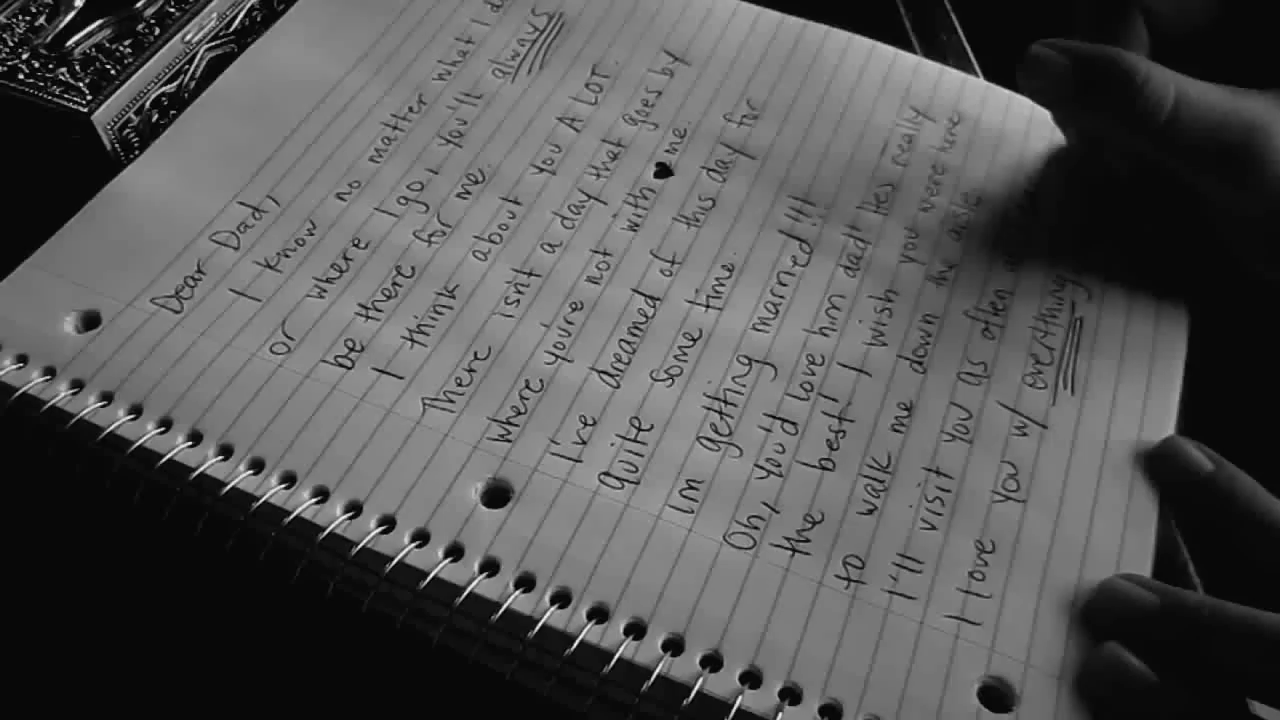 Dear Dad,
I know no matter what I d
or where I go, you'll always
be there for me.
I think about you A LOT.
There isn't a day that goes by
where you're not with ♥ me.
I've dreamed of this day for
quite some time.
Im getting married!!!
Oh, you'd love him dad! He's really
the best! I wish you were here
to walk me down the aisle
I'll visit you as often
I love you w/ everything